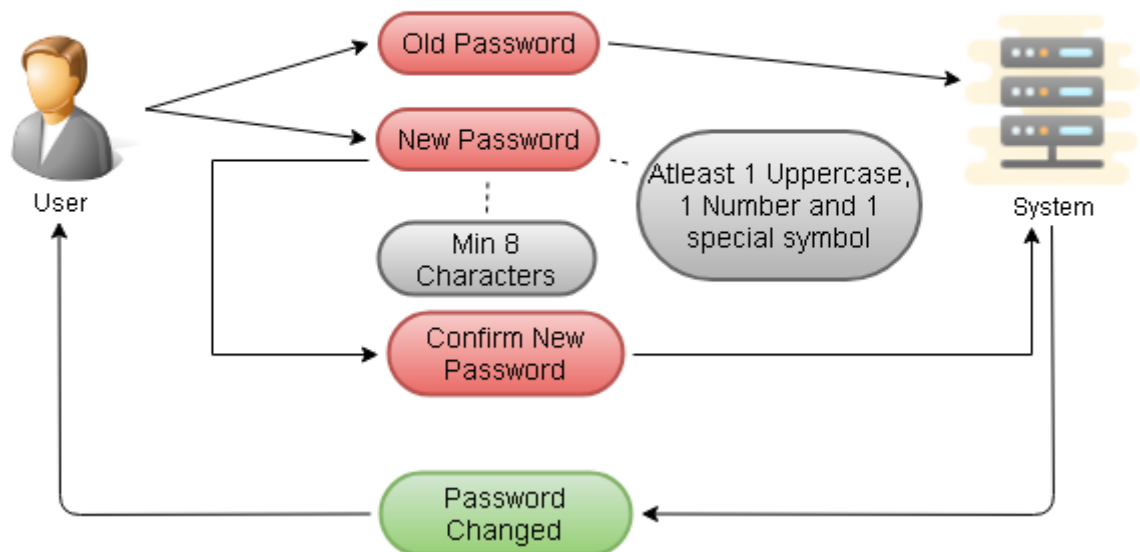 Old Password
New Password
Atleast 1 Uppercase,
1 Number and 1
special symbol
User
System
Min 8
Characters
Confirm New
Password
Password
Changed